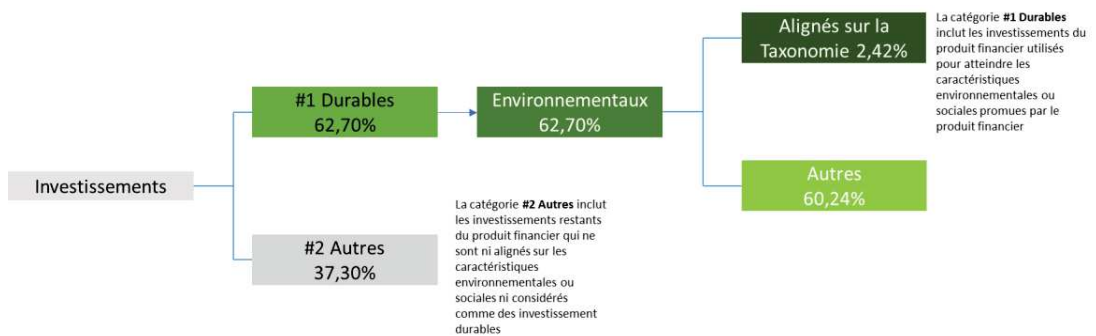 Investissements
#1 Durables
62,70%
#2 Autres
37,30%
Environnementaux
62,70%
La catégorie #2 Autres inclut
les investissements restants
du produit financier qui ne
sont ni alignés sur les
caractéristiques
environnementales ou
sociales ni considérés
comme des investissement
durables
Alignés sur la
Taxonomie 2,42%
Autres
60,24%
La catégorie #1 Durables
inclut les investissements du
produit financier utilisés
pour atteindre les
caractéristiques
environnementales ou
sociales promues par le
produit financier